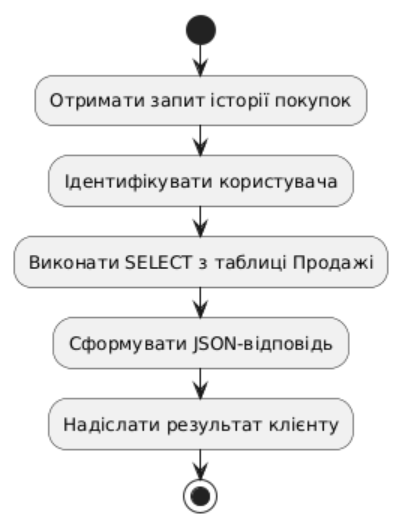 Отримати запит історії покупок
Ідентифікувати користувача
Виконати SELECT з таблиці Продажі
Сформувати JSON-відповідь
Надіслати результат клієнту